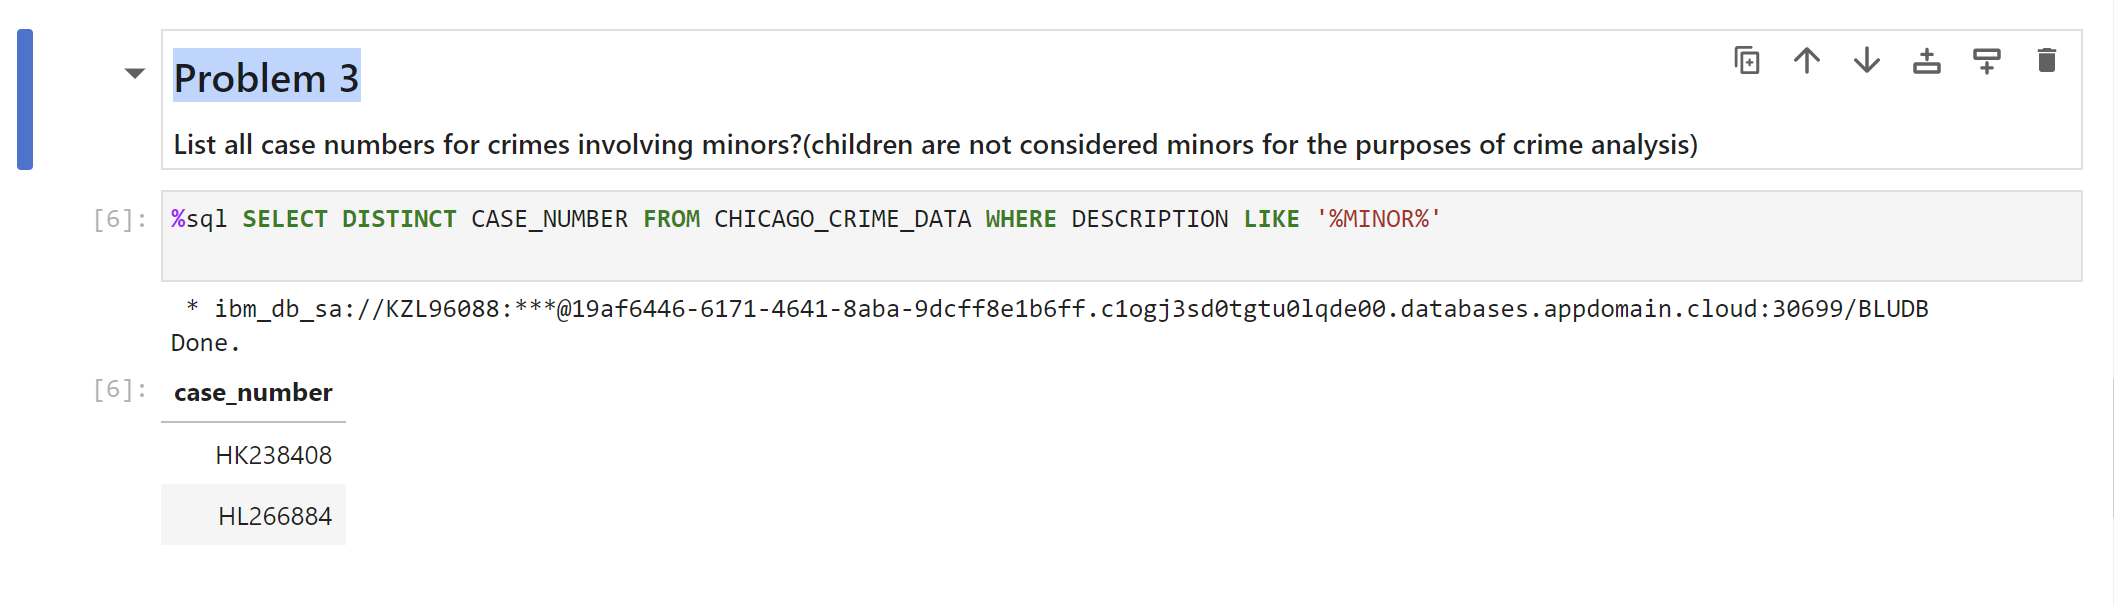 Problem 3
List all case numbers for crimes involving minors?(children are not considered minors for the purposes of crime analysis)
[6]: %sql SELECT DISTINCT CASE_NUMBER FROM CHICAGO_CRIME_DATA WHERE DESCRIPTION LIKE '%MINOR%'
* ibm_db_sa://KZL96088:***@19af6446-6171-4641-8aba-9dcff8e1b6ff.c1ogj3sd0tgtu0lqde00.databases.appdomain.cloud:30699/BLUDB
Done.
[6]: case_number
HK238408
HL266884